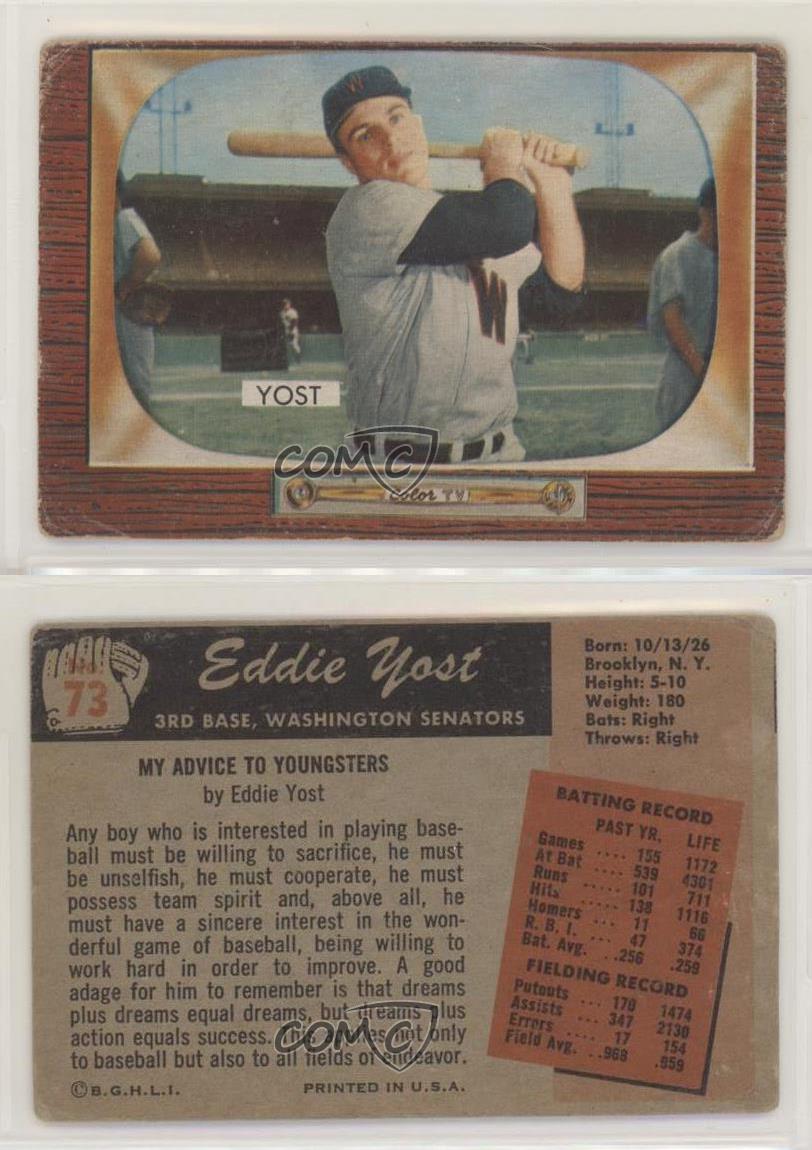 W
W
YOST
COMC
Color TV
No.
73
Eddie Yost
3RD BASE, WASHINGTON SENATORS
Born: 10/13/26
Brooklyn, N. Y.
Height: 5-10
Weight: 180
Bats: Right
Throws: Right
MY ADVICE TO YOUNGSTERS
by Eddie Yost
Any boy who is interested in playing base-
ball must be willing to sacrifice, he must
be unselfish, he must cooperate, he must
possess team spirit and, above all, he
must have a sincere interest in the won-
derful game of baseball, being willing to
work hard in order to improve. A good
adage for him to remember is that dreams
plus dreams equal dreams, but dreams plus
action equals success. This applies not only
to baseball but also to all fields of endeavor.
COMC
©B.G.H.L.I. PRINTED IN U.S.A.
BATTING RECORD
PAST YR. LIFE
Games .... 155 1172
At Bat .... 539 4301
Runs ..... 101 711
Hits ..... 138 1116
Homers ... 11 66
R. B. I. ... 47 374
Bat. Avg. .. .256 .259
FIELDING RECORD
Putouts ... 170 1474
Assists ... 347 2130
Errors .... 17 154
Field Avg. ...968 .959